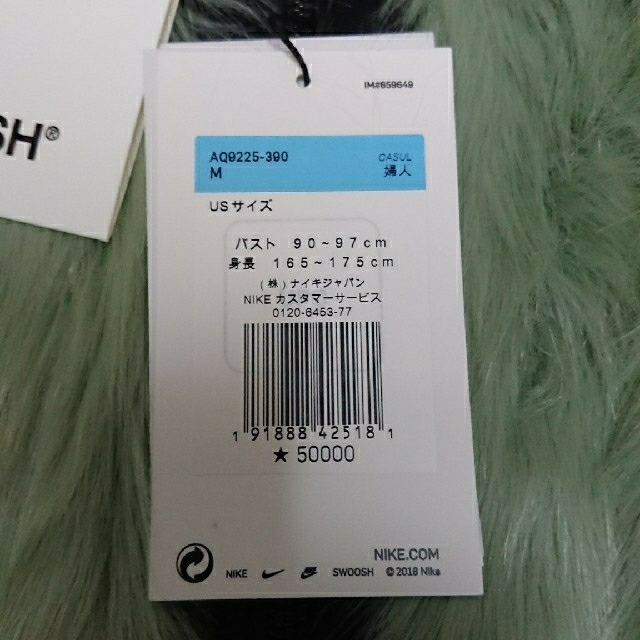 SH®
IM#659649
AQ9225-390 CASUL
M 婦人
USサイズ
バスト 90~97cm
身長 165~175cm
(株)ナイキジャパン
NIKE カスタマーサービス
0120-6453-77
1 91888 42518 1
★ 50000
NIKE.COM
NIKE SWOOSH © 2018 Nike